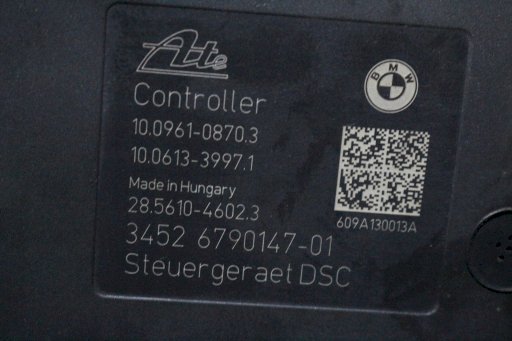 Ate
BMW
Controller
10.0961-0870.3
10.0613-3997.1
Made in Hungary
28.5610-4602.3
609A130013A
3452 6790147-01
Steuergeraet DSC